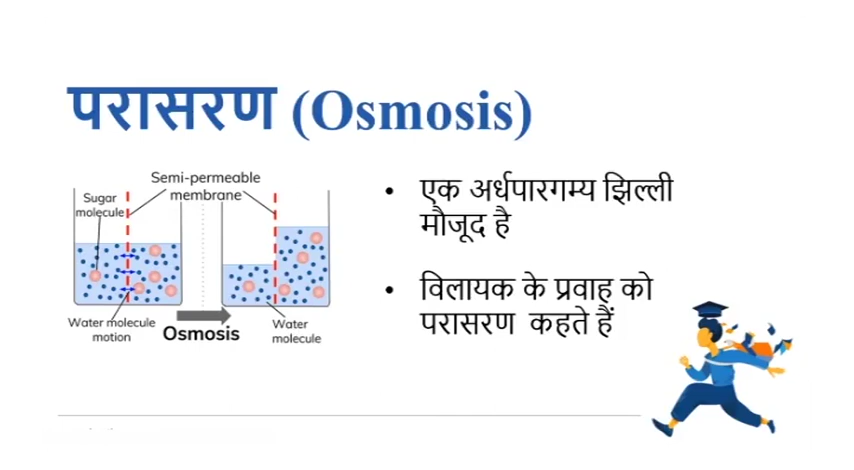 परासरण (Osmosis)
Semi-permeable
membrane
Sugar
molecule
Water molecule
motion
Osmosis
Water
molecule
• एक अर्धपारगम्य झिल्ली
मौजूद है
• विलायक के प्रवाह को
परासरण कहते हैं